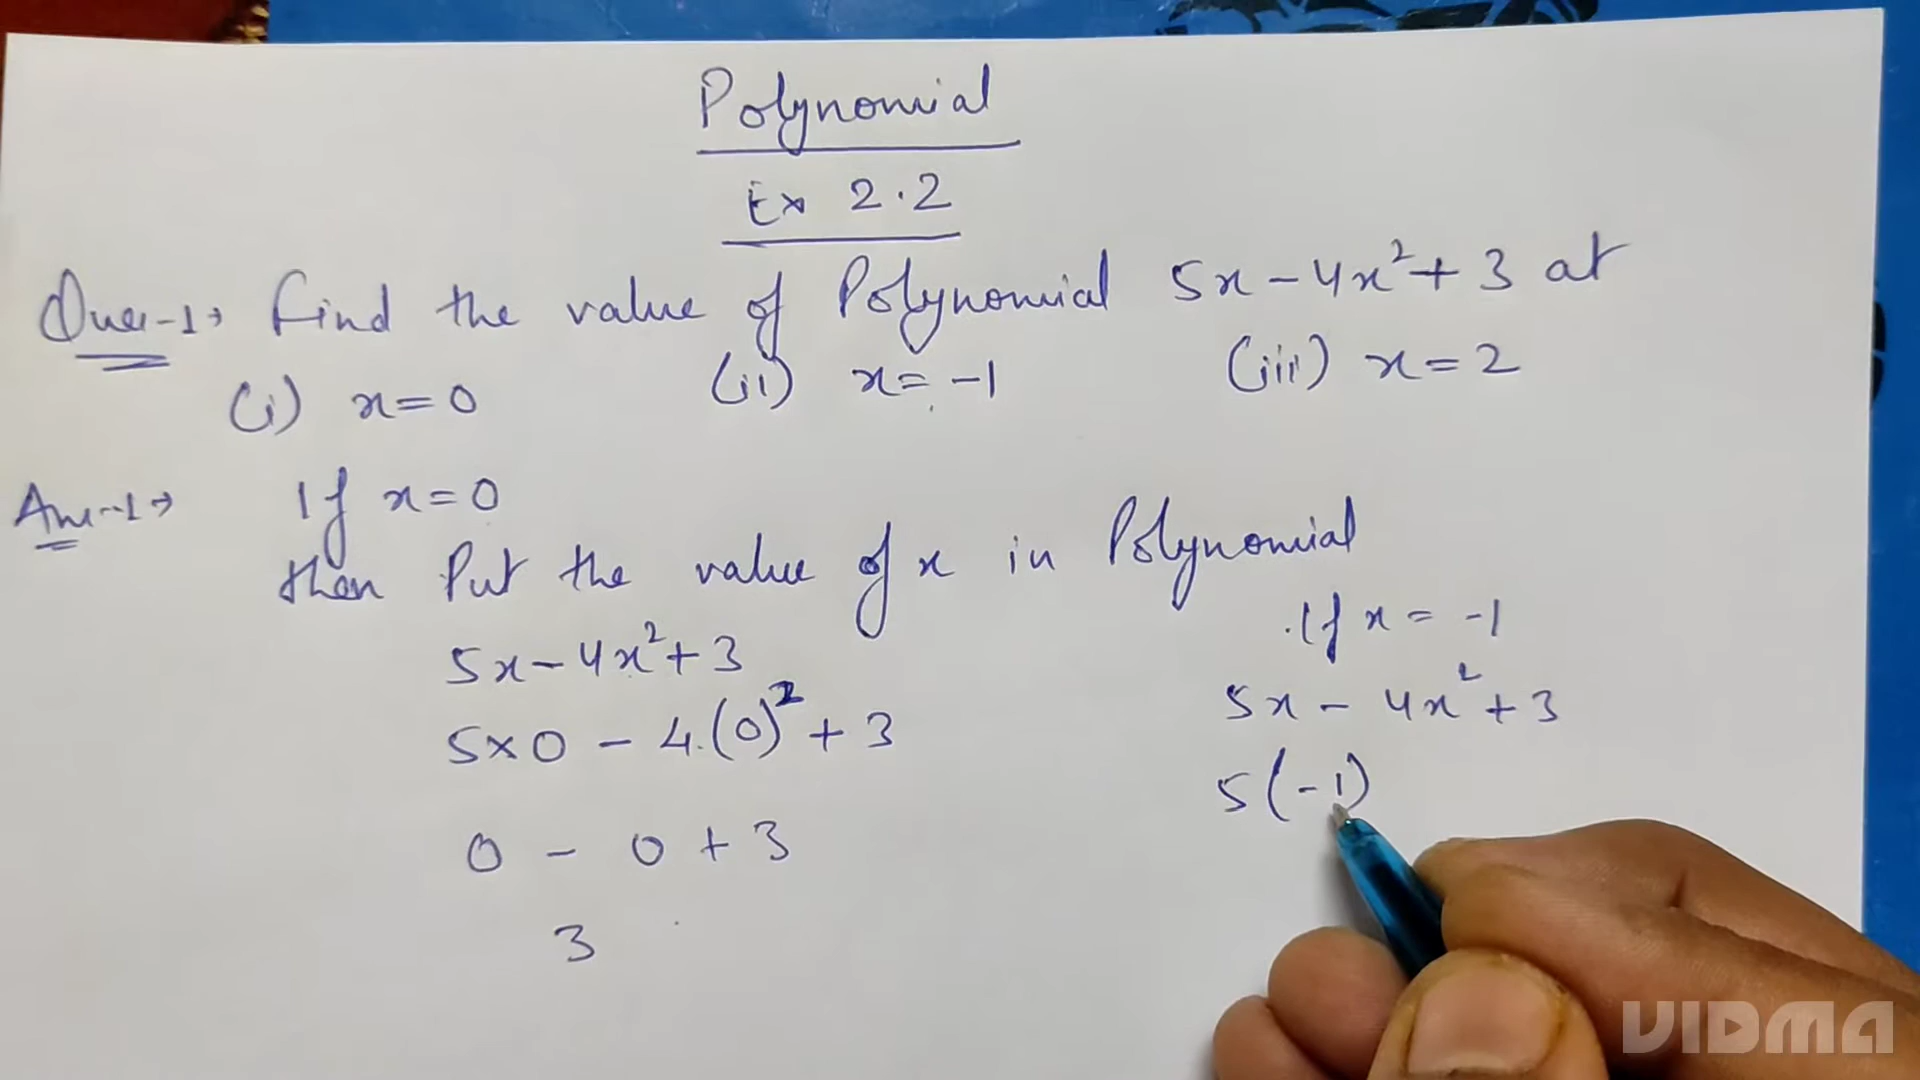 Polynomial
Ex 2.2
Que-1→ Find the value of Polynomial 5x - 4x² + 3 at
(i) x = 0 (ii) x = -1 (iii) x = 2
Ans-1→ If x = 0
then Put the value of x in Polynomial
5x - 4x² + 3
5×0 - 4.(0)² + 3
0 - 0 + 3
3
If x = -1
5x - 4x² + 3
5(-1)
VIDMA